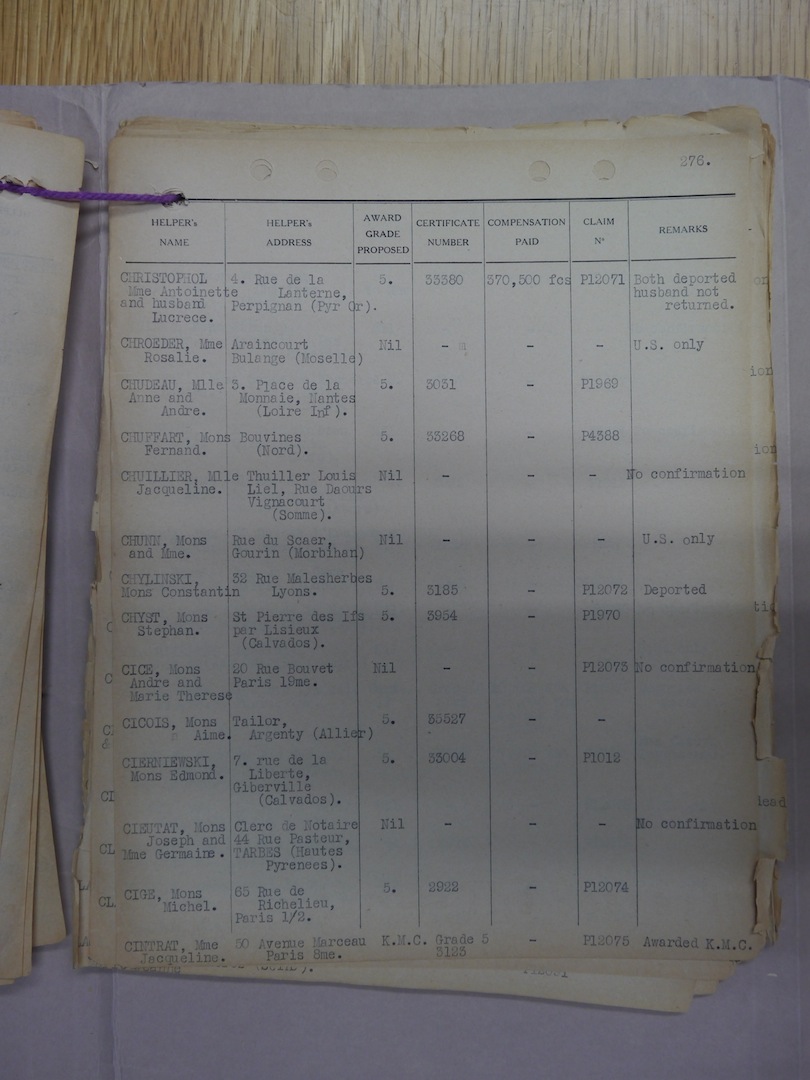 276.
HELPER's NAME HELPER's ADDRESS AWARD GRADE PROPOSED CERTIFICATE NUMBER COMPENSATION PAID CLAIM N° REMARKS
CHRISTOPHOL 4. Rue de la 5. 33380 370,500 fcs P12071 Both deported
Mme Antoinette Lanterne, husband not
and husband Perpignan (Pyr Or). returned.
Lucrece.
CHROEDER, Mme Araincourt Nil - - - U.S. only
Rosalie. Bulange (Moselle)
CHUDEAU, Mlle 3. Place de la 5. 3031 - P1969
Anne and Monnaie, Nantes
Andre. (Loire Inf).
CHUFFART, Mons Bouvines 5. 33268 - P4388
Fernand. (Nord).
CHUILLIER, Mlle Thuiller Louis Nil - - - No confirmation
Jacqueline. Liel, Rue Daours
Vignacourt
(Somme).
CHUNN, Mons Rue du Scaer, Nil - - - U.S. only
and Mme. Gourin (Morbihan)
CHYLINSKI, 32 Rue Malesherbes
Mons Constantin Lyons. 5. 3185 - P12072 Deported
CHYST, Mons St Pierre des Ifs 5. 3954 - P1970
Stephan. par Lisieux
(Calvados).
CICE, Mons 20 Rue Bouvet Nil - - P12073 No confirmation
Andre and Paris 19me.
Marie Therese
CICOIS, Mons Tailor, 5. 35527 - -
Aime. Argenty (Allier)
CIERNIEWSKI, 7. rue de la 5. 33004 - P1012
Mons Edmond. Liberte,
Giberville
(Calvados).
CIEUTAT, Mons Clerc de Notaire Nil - - - No confirmation
Joseph and 44 Rue Pasteur,
Mme Germaine. TARBES (Hautes
Pyrenees).
CIGE, Mons 65 Rue de 5. 2922 - P12074
Michel. Richelieu,
Paris 1/2.
CINTRAT, Mme 50 Avenue Marceau K.M.C. Grade 5 - P12075 Awarded K.M.C.
Jacqueline. Paris 8me. 3123